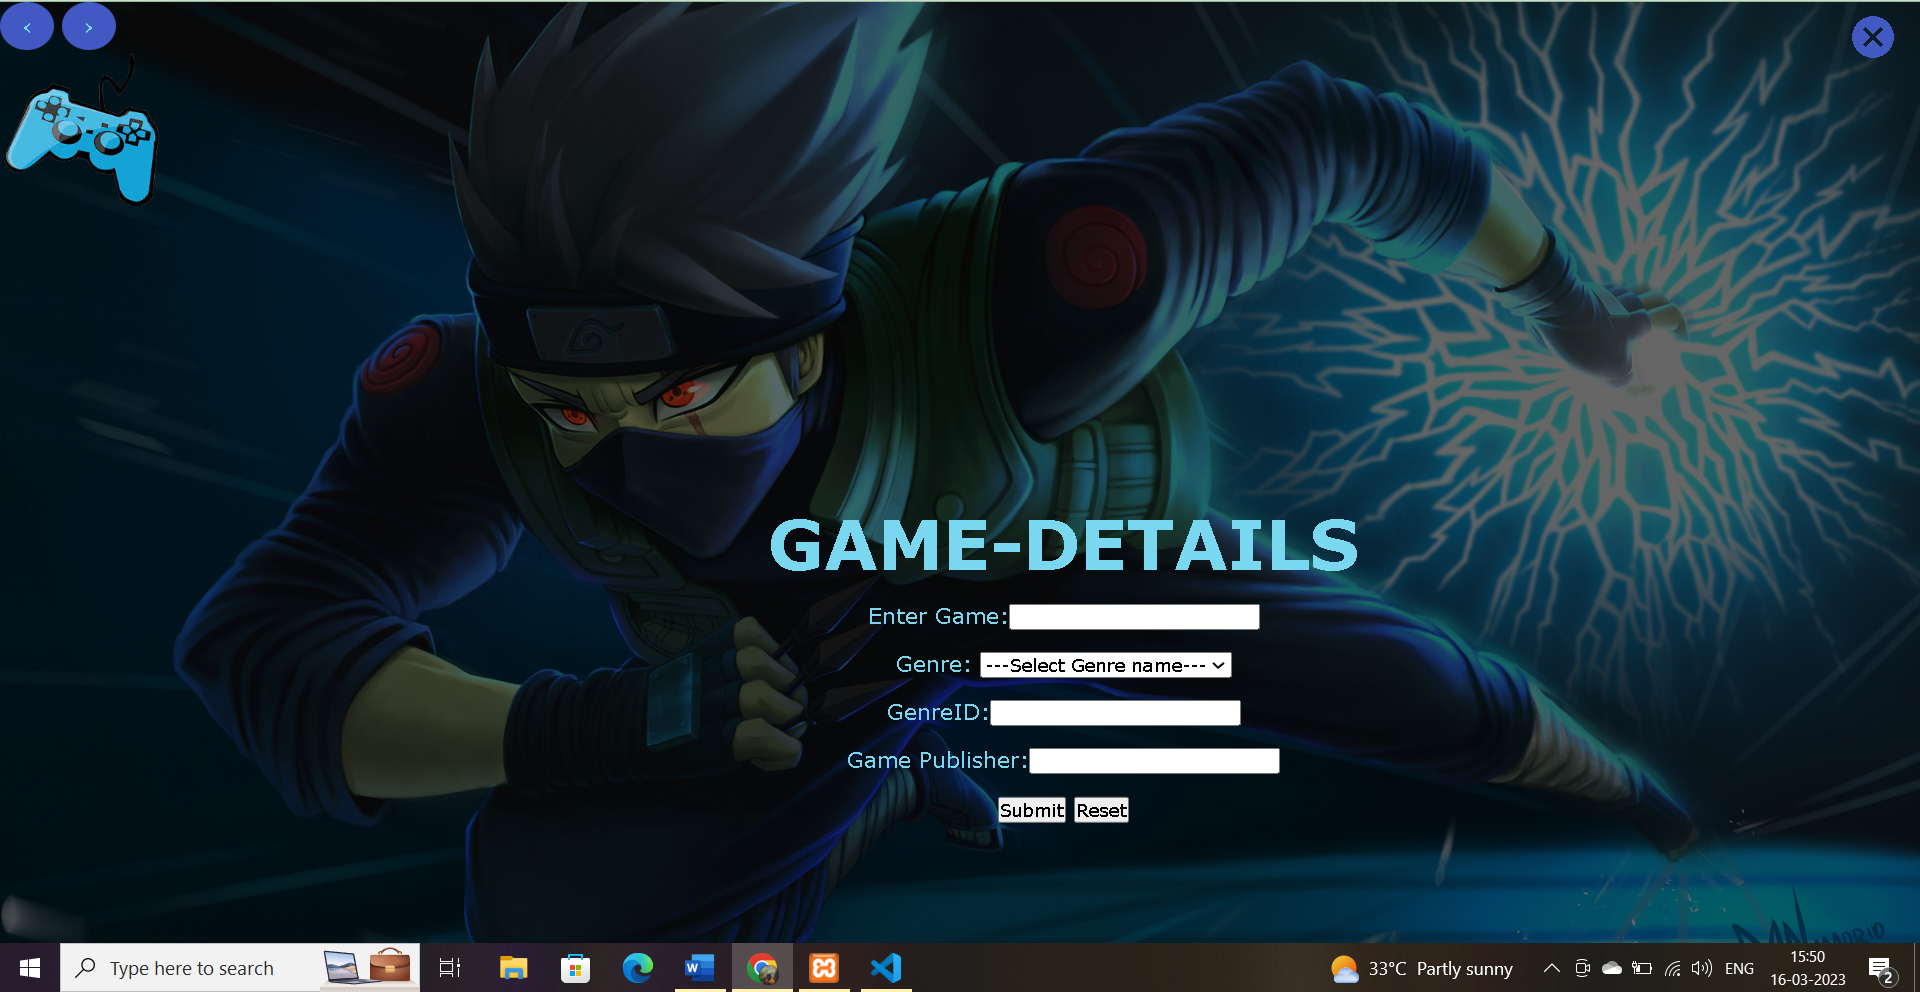 GAME-DETAILS
Enter Game:
Genre: ---Select Genre name---
GenreID:
Game Publisher:
Submit Reset
MADRID
Type here to search
33°C Partly sunny
ENG
15:50
16-03-2023
2